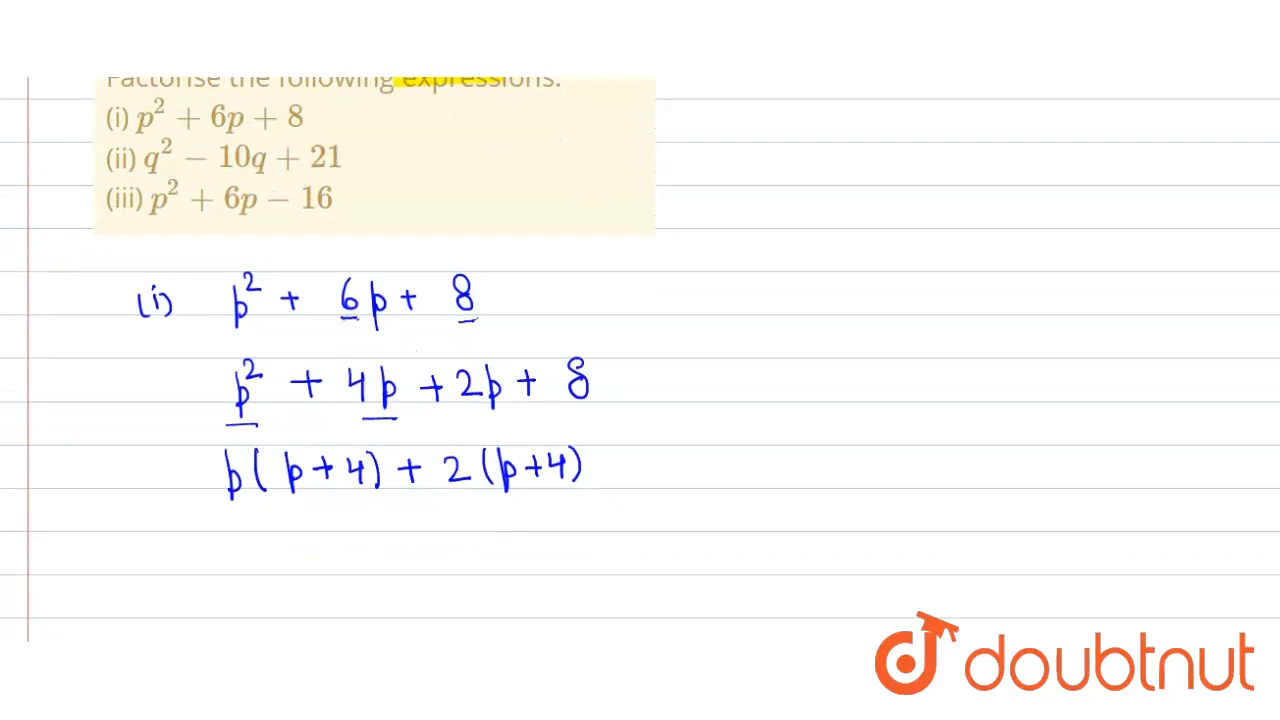 Factorise the following expressions.
(i) p² + 6p + 8
(ii) q² − 10q + 21
(iii) p² + 6p − 16
(i) p² + 6p + 8
p² + 4p + 2p + 8
p(p+4) + 2(p+4)
doubtnut